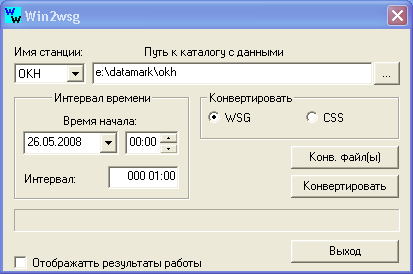 Win2wsg
Имя станции:
Путь к каталогу с данными
OKH
e:\datamark\okh
...
Интервал времени
Время начала:
26.05.2008
00:00
Интервал:
000 01:00
Конвертировать
WSG
CSS
Конв. файл(ы)
Конвертировать
Отображатть результаты работы
Выход